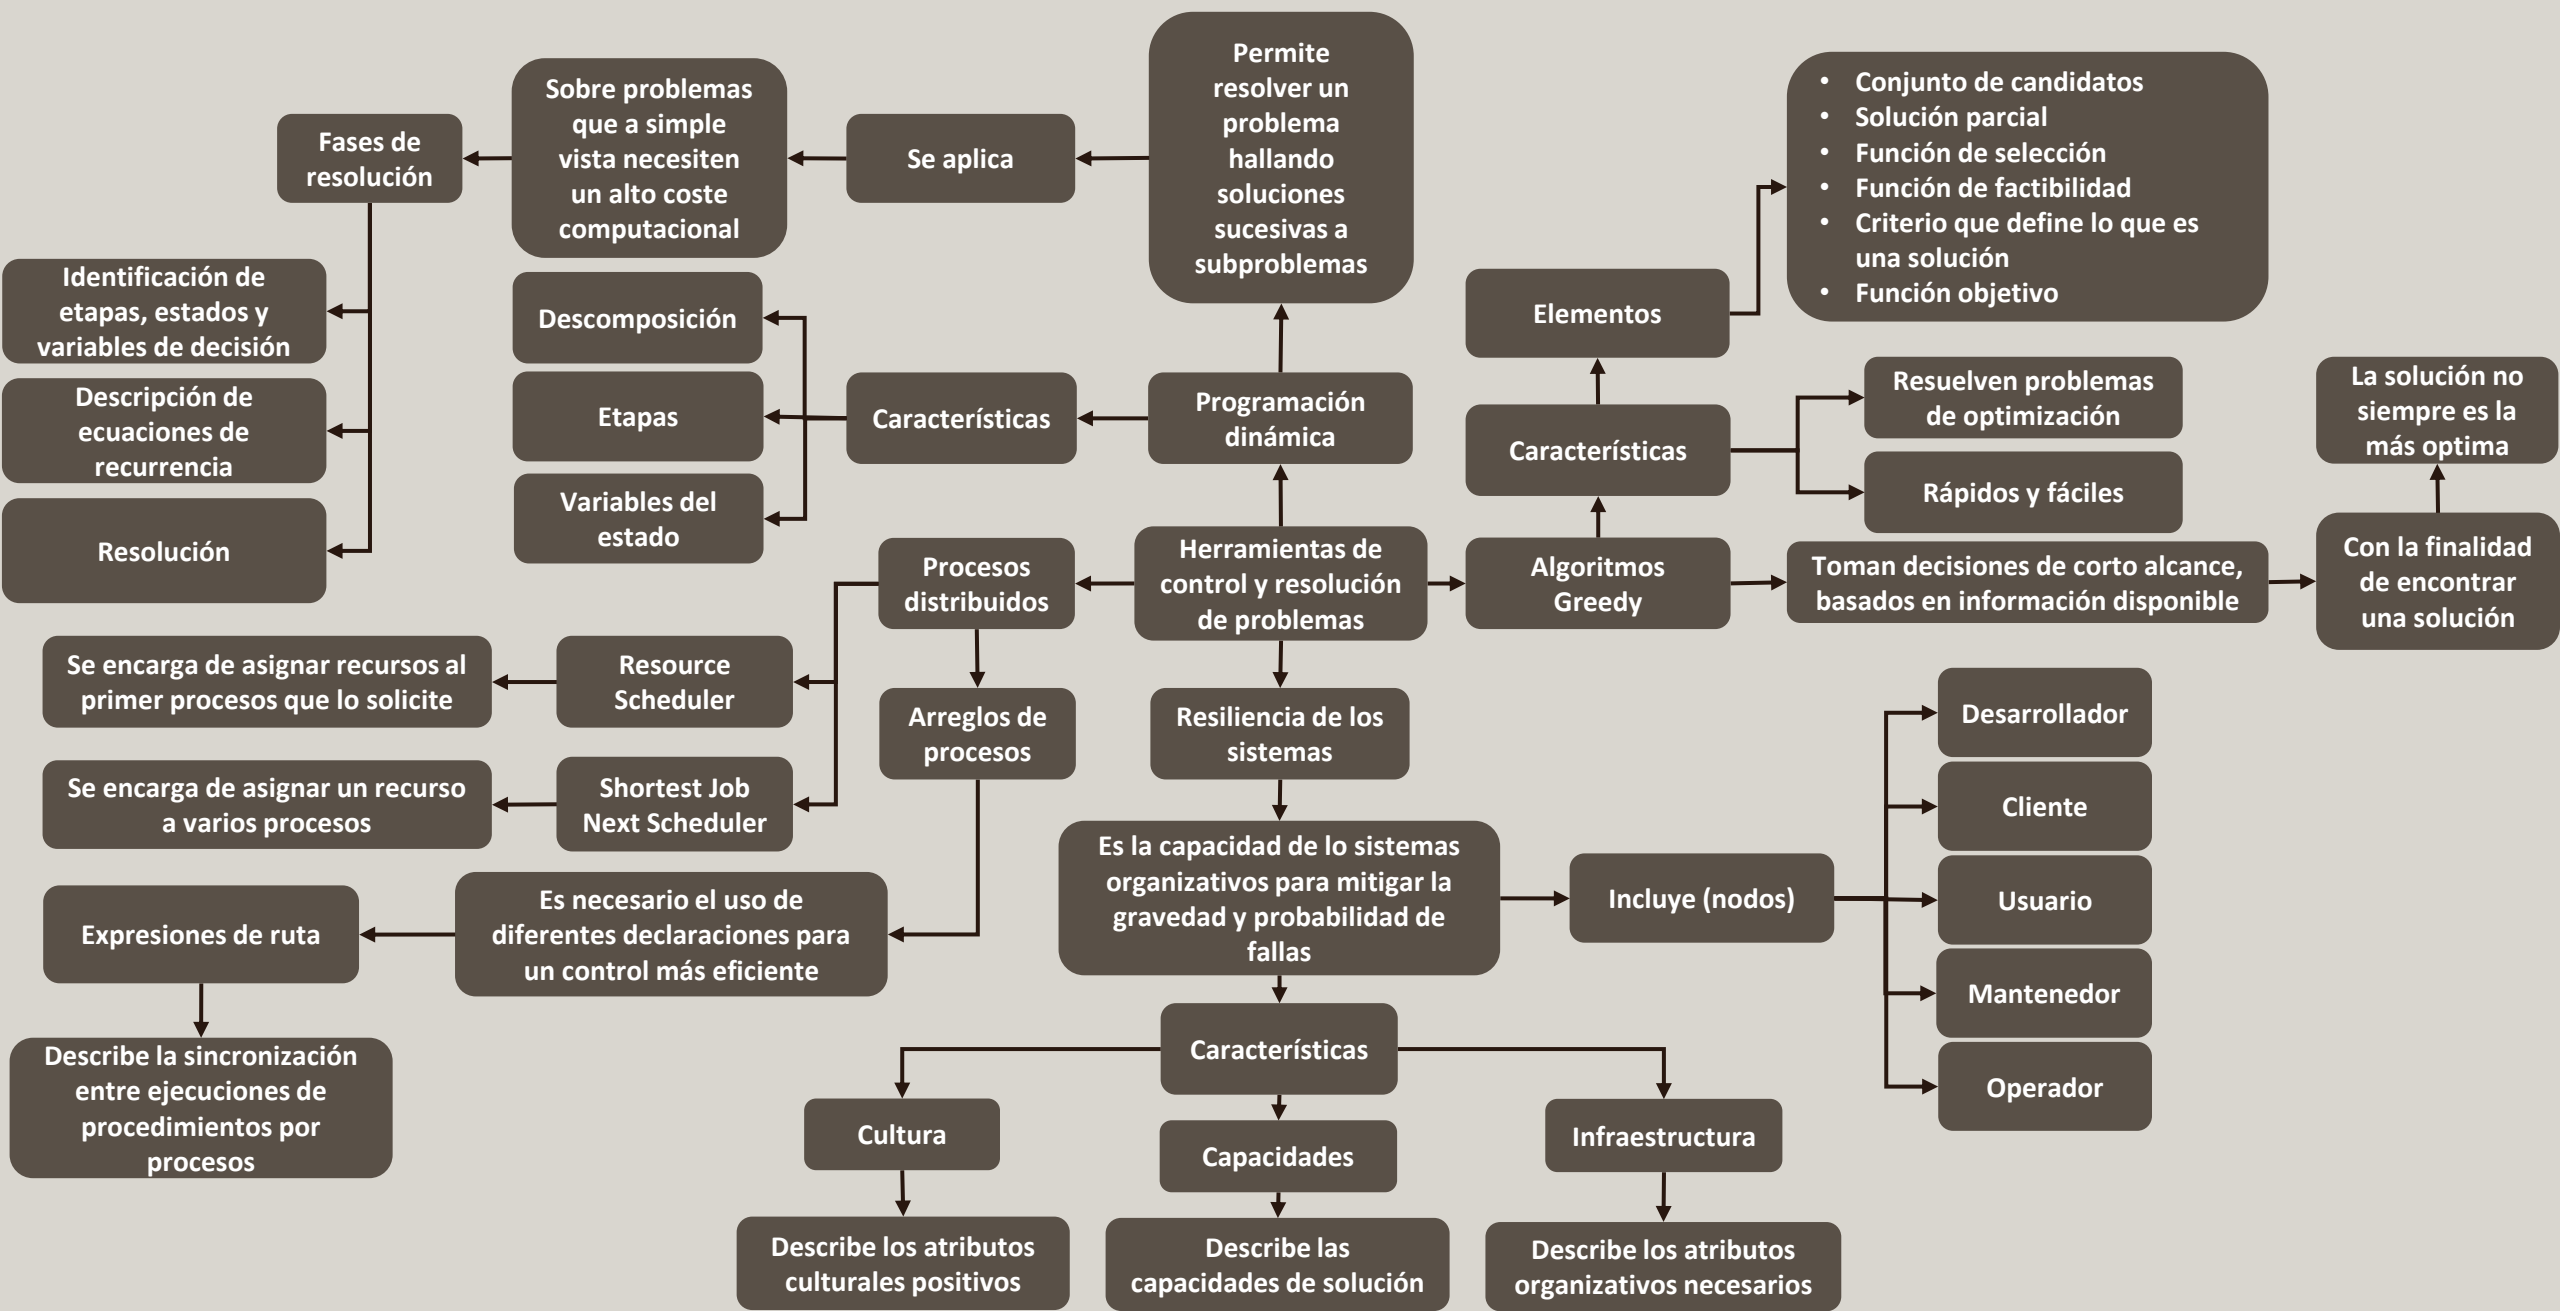 Permite
resolver un
problema
hallando
soluciones
sucesivas a
subproblemas
Se aplica
Sobre problemas
que a simple
vista necesiten
un alto coste
computacional
Fases de
resolución
Identificación de
etapas, estados y
variables de decisión
Descripción de
ecuaciones de
recurrencia
Resolución
Descomposición
Etapas
Variables del
estado
Características
Programación
dinámica
• Conjunto de candidatos
• Solución parcial
• Función de selección
• Función de factibilidad
• Criterio que define lo que es
una solución
• Función objetivo
Elementos
Características
Resuelven problemas
de optimización
Rápidos y fáciles
La solución no
siempre es la
más optima
Herramientas de
control y resolución
de problemas
Algoritmos
Greedy
Toman decisiones de corto alcance,
basados en información disponible
Con la finalidad
de encontrar
una solución
Procesos
distribuidos
Resource
Scheduler
Se encarga de asignar recursos al
primer procesos que lo solicite
Shortest Job
Next Scheduler
Se encarga de asignar un recurso
a varios procesos
Arreglos de
procesos
Es necesario el uso de
diferentes declaraciones para
un control más eficiente
Expresiones de ruta
Describe la sincronización
entre ejecuciones de
procedimientos por
procesos
Resiliencia de los
sistemas
Es la capacidad de lo sistemas
organizativos para mitigar la
gravedad y probabilidad de
fallas
Incluye (nodos)
Desarrollador
Cliente
Usuario
Mantenedor
Operador
Características
Cultura
Capacidades
Infraestructura
Describe los atributos
culturales positivos
Describe las
capacidades de solución
Describe los atributos
organizativos necesarios